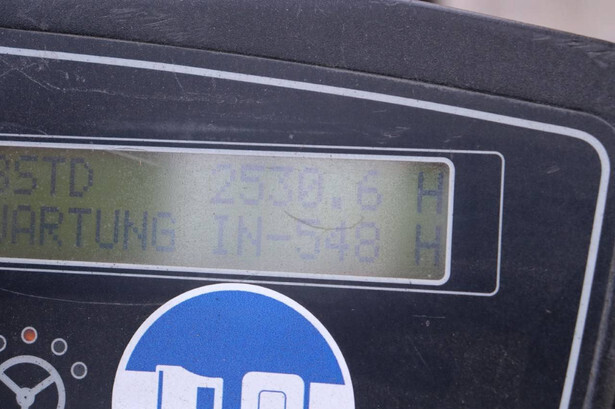 BSTD 2530.6 H
WARTUNG IN-548 H